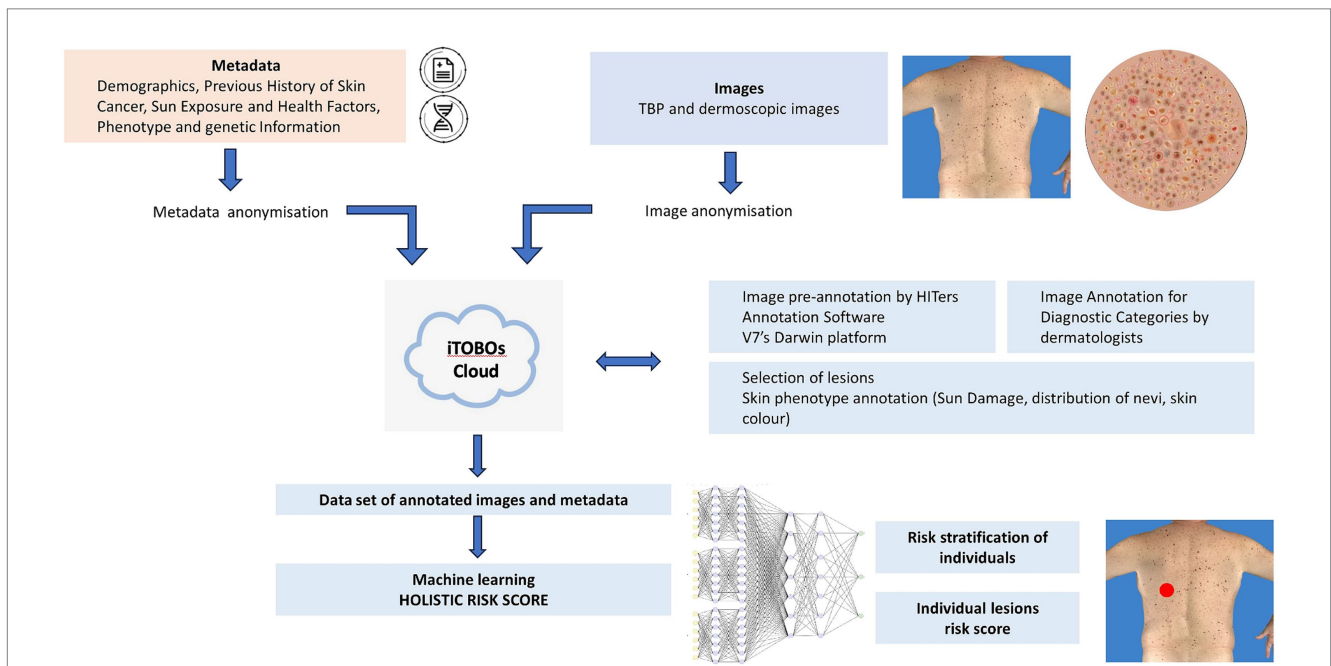 Metadata
Demographics, Previous History of Skin
Cancer, Sun Exposure and Health Factors,
Phenotype and genetic Information
Images
TBP and dermoscopic images
Metadata anonymisation
Image anonymisation
iTOBOs
Cloud
Image pre-annotation by HITers
Annotation Software
V7's Darwin platform
Image Annotation for
Diagnostic Categories by
dermatologists
Selection of lesions
Skin phenotype annotation (Sun Damage, distribution of nevi, skin
colour)
Data set of annotated images and metadata
Machine learning
HOLISTIC RISK SCORE
Risk stratification of
individuals
Individual lesions
risk score